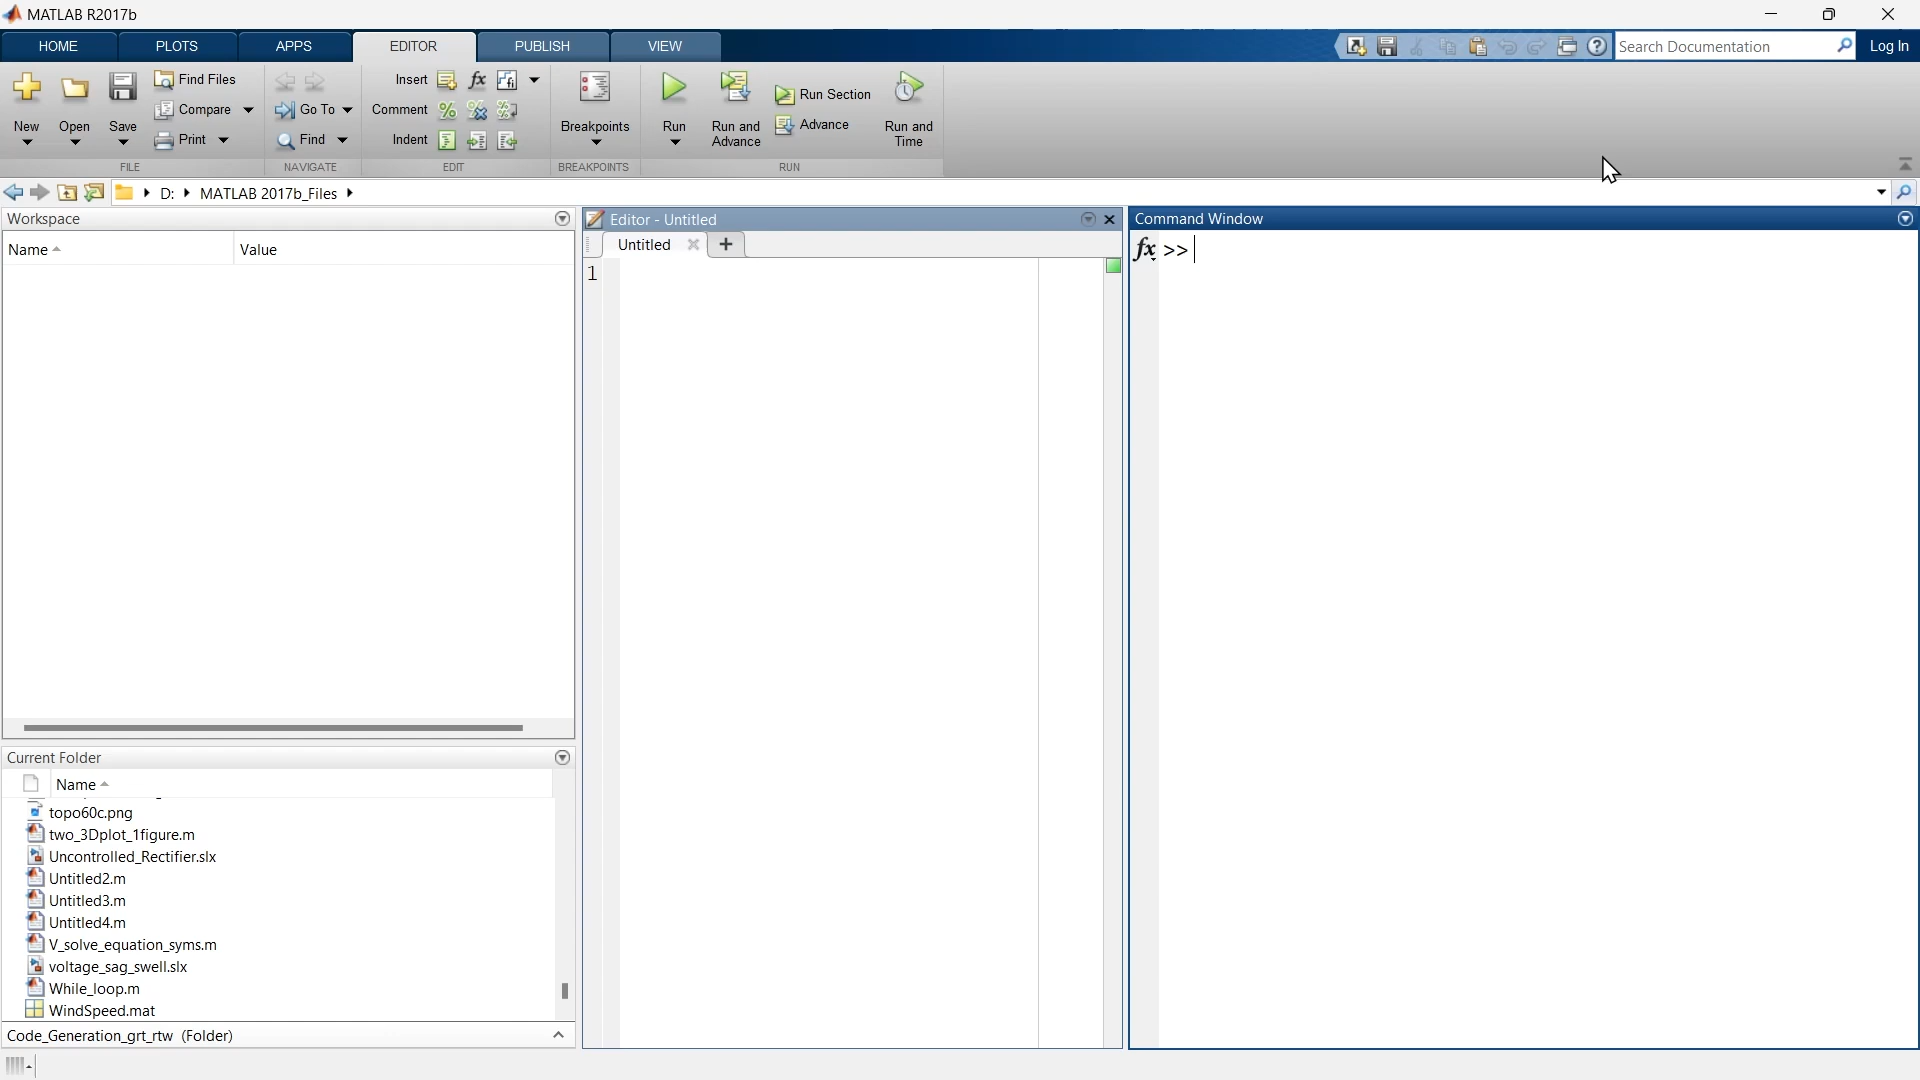 MATLAB R2017b
HOME PLOTS APPS EDITOR PUBLISH VIEW
Search Documentation
Log In
New
Open
Save
Find Files
Compare
Print
FILE
Go To
Find
NAVIGATE
Insert
Comment
Indent
EDIT
Breakpoints
BREAKPOINTS
Run
Run and
Advance
Run Section
Advance
Run and
Time
RUN
D: MATLAB 2017b_Files
Workspace
Name Value
Editor - Untitled
Untitled
1
Command Window
fx >>
Current Folder
Name
topo60c.png
two_3Dplot_1figure.m
Uncontrolled_Rectifier.slx
Untitled2.m
Untitled3.m
Untitled4.m
V_solve_equation_syms.m
voltage_sag_swell.slx
While_loop.m
WindSpeed.mat
Code_Generation_grt_rtw (Folder)